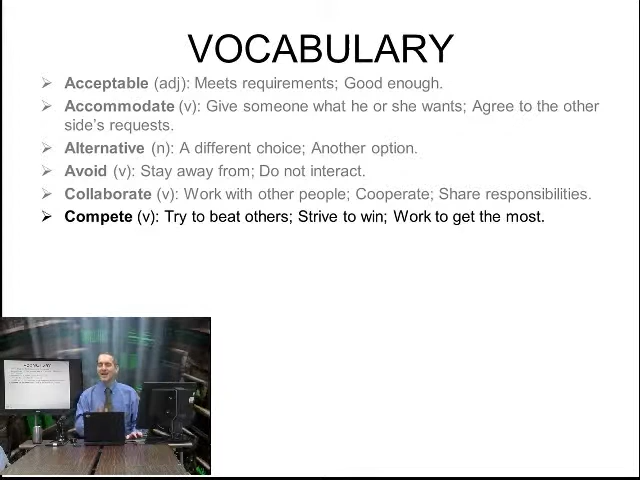 VOCABULARY
➢ Acceptable (adj): Meets requirements; Good enough.
➢ Accommodate (v): Give someone what he or she wants; Agree to the other
side's requests.
➢ Alternative (n): A different choice; Another option.
➢ Avoid (v): Stay away from; Do not interact.
➢ Collaborate (v): Work with other people; Cooperate; Share responsibilities.
➢ Compete (v): Try to beat others; Strive to win; Work to get the most.
VOCABULARY